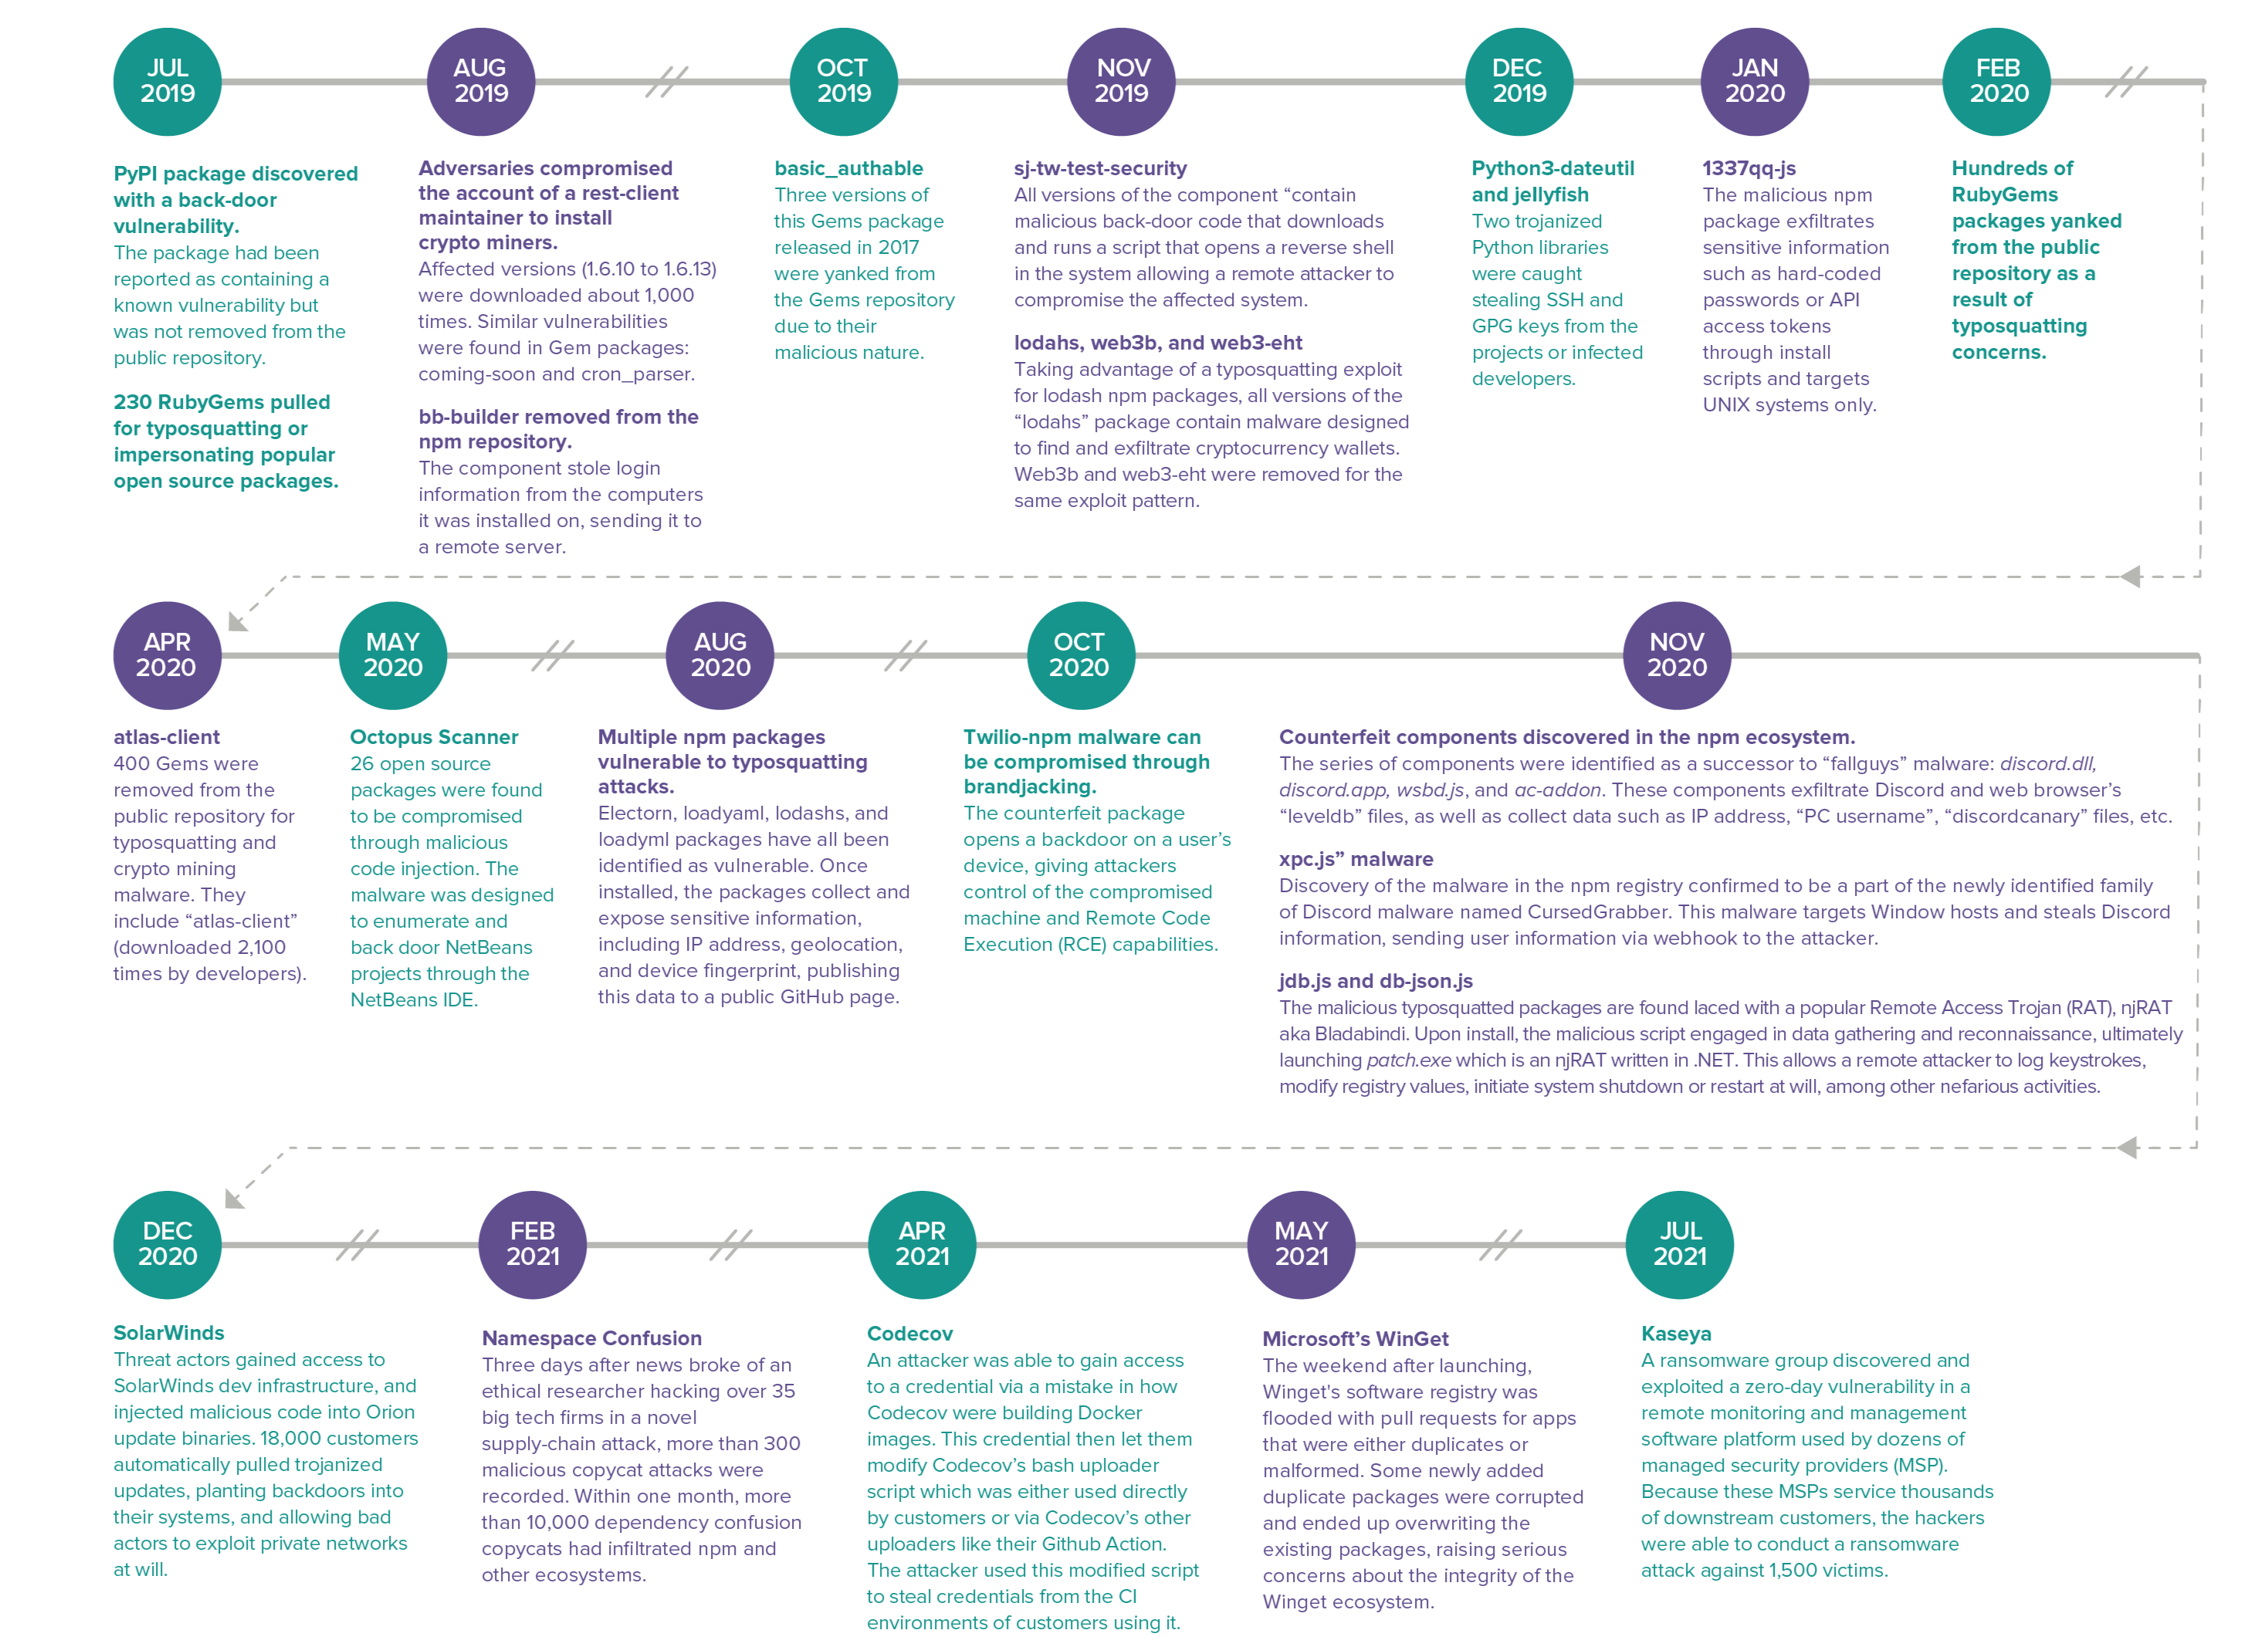 JUL
2019
AUG
2019
OCT
2019
NOV
2019
DEC
2019
JAN
2020
FEB
2020
PyPI package discovered
with a back-door
vulnerability.
The package had been
reported as containing a
known vulnerability but
was not removed from the
public repository.
230 RubyGems pulled
for typosquatting or
impersonating popular
open source packages.
Adversaries compromised
the account of a rest-client
maintainer to install
crypto miners.
Affected versions (1.6.10 to 1.6.13)
were downloaded about 1,000
times. Similar vulnerabilities
were found in Gem packages:
coming-soon and cron_parser.
bb-builder removed from the
npm repository.
The component stole login
information from the computers
it was installed on, sending it to
a remote server.
basic_authable
Three versions of
this Gems package
released in 2017
were yanked from
the Gems repository
due to their
malicious nature.
sj-tw-test-security
All versions of the component “contain
malicious back-door code that downloads
and runs a script that opens a reverse shell
in the system allowing a remote attacker to
compromise the affected system.
lodahs, web3b, and web3-eht
Taking advantage of a typosquatting exploit
for lodash npm packages, all versions of the
“lodahs” package contain malware designed
to find and exfiltrate cryptocurrency wallets.
Web3b and web3-eht were removed for the
same exploit pattern.
Python3-dateutil
and jellyfish
Two trojanized
Python libraries
were caught
stealing SSH and
GPG keys from the
projects or infected
developers.
1337qq-js
The malicious npm
package exfiltrates
sensitive information
such as hard-coded
passwords or API
access tokens
through install
scripts and targets
UNIX systems only.
Hundreds of
RubyGems
packages yanked
from the public
repository as a
result of
typosquatting
concerns.
APR
2020
MAY
2020
AUG
2020
OCT
2020
NOV
2020
atlas-client
400 Gems were
removed from the
public repository for
typosquatting and
crypto mining
malware. They
include “atlas-client”
(downloaded 2,100
times by developers).
Octopus Scanner
26 open source
packages were found
to be compromised
through malicious
code injection. The
malware was designed
to enumerate and
back door NetBeans
projects through the
NetBeans IDE.
Multiple npm packages
vulnerable to typosquatting
attacks.
Electorn, loadyaml, lodashs, and
loadyml packages have all been
identified as vulnerable. Once
installed, the packages collect and
expose sensitive information,
including IP address, geolocation,
and device fingerprint, publishing
this data to a public GitHub page.
Twilio-npm malware can
be compromised through
brandjacking.
The counterfeit package
opens a backdoor on a user’s
device, giving attackers
control of the compromised
machine and Remote Code
Execution (RCE) capabilities.
Counterfeit components discovered in the npm ecosystem.
The series of components were identified as a successor to “fallguys” malware: discord.dll,
discord.app, wsbd.js, and ac-addon. These components exfiltrate Discord and web browser’s
“leveldb” files, as well as collect data such as IP address, “PC username”, “discordcanary” files, etc.
xpc.js” malware
Discovery of the malware in the npm registry confirmed to be a part of the newly identified family
of Discord malware named CursedGrabber. This malware targets Window hosts and steals Discord
information, sending user information via webhook to the attacker.
jdb.js and db-json.js
The malicious typosquatted packages are found laced with a popular Remote Access Trojan (RAT), njRAT
aka Bladabindi. Upon install, the malicious script engaged in data gathering and reconnaissance, ultimately
launching patch.exe which is an njRAT written in .NET. This allows a remote attacker to log keystrokes,
modify registry values, initiate system shutdown or restart at will, among other nefarious activities.
DEC
2020
FEB
2021
APR
2021
MAY
2021
JUL
2021
SolarWinds
Threat actors gained access to
SolarWinds dev infrastructure, and
injected malicious code into Orion
update binaries. 18,000 customers
automatically pulled trojanized
updates, planting backdoors into
their systems, and allowing bad
actors to exploit private networks
at will.
Namespace Confusion
Three days after news broke of an
ethical researcher hacking over 35
big tech firms in a novel
supply-chain attack, more than 300
malicious copycat attacks were
recorded. Within one month, more
than 10,000 dependency confusion
copycats had infiltrated npm and
other ecosystems.
Codecov
An attacker was able to gain access
to a credential via a mistake in how
Codecov were building Docker
images. This credential then let them
modify Codecov’s bash uploader
script which was either used directly
by customers or via Codecov’s other
uploaders like their Github Action.
The attacker used this modified script
to steal credentials from the CI
environments of customers using it.
Microsoft’s WinGet
The weekend after launching,
Winget's software registry was
flooded with pull requests for apps
that were either duplicates or
malformed. Some newly added
duplicate packages were corrupted
and ended up overwriting the
existing packages, raising serious
concerns about the integrity of the
Winget ecosystem.
Kaseya
A ransomware group discovered and
exploited a zero-day vulnerability in a
remote monitoring and management
software platform used by dozens of
managed security providers (MSP).
Because these MSPs service thousands
of downstream customers, the hackers
were able to conduct a ransomware
attack against 1,500 victims.